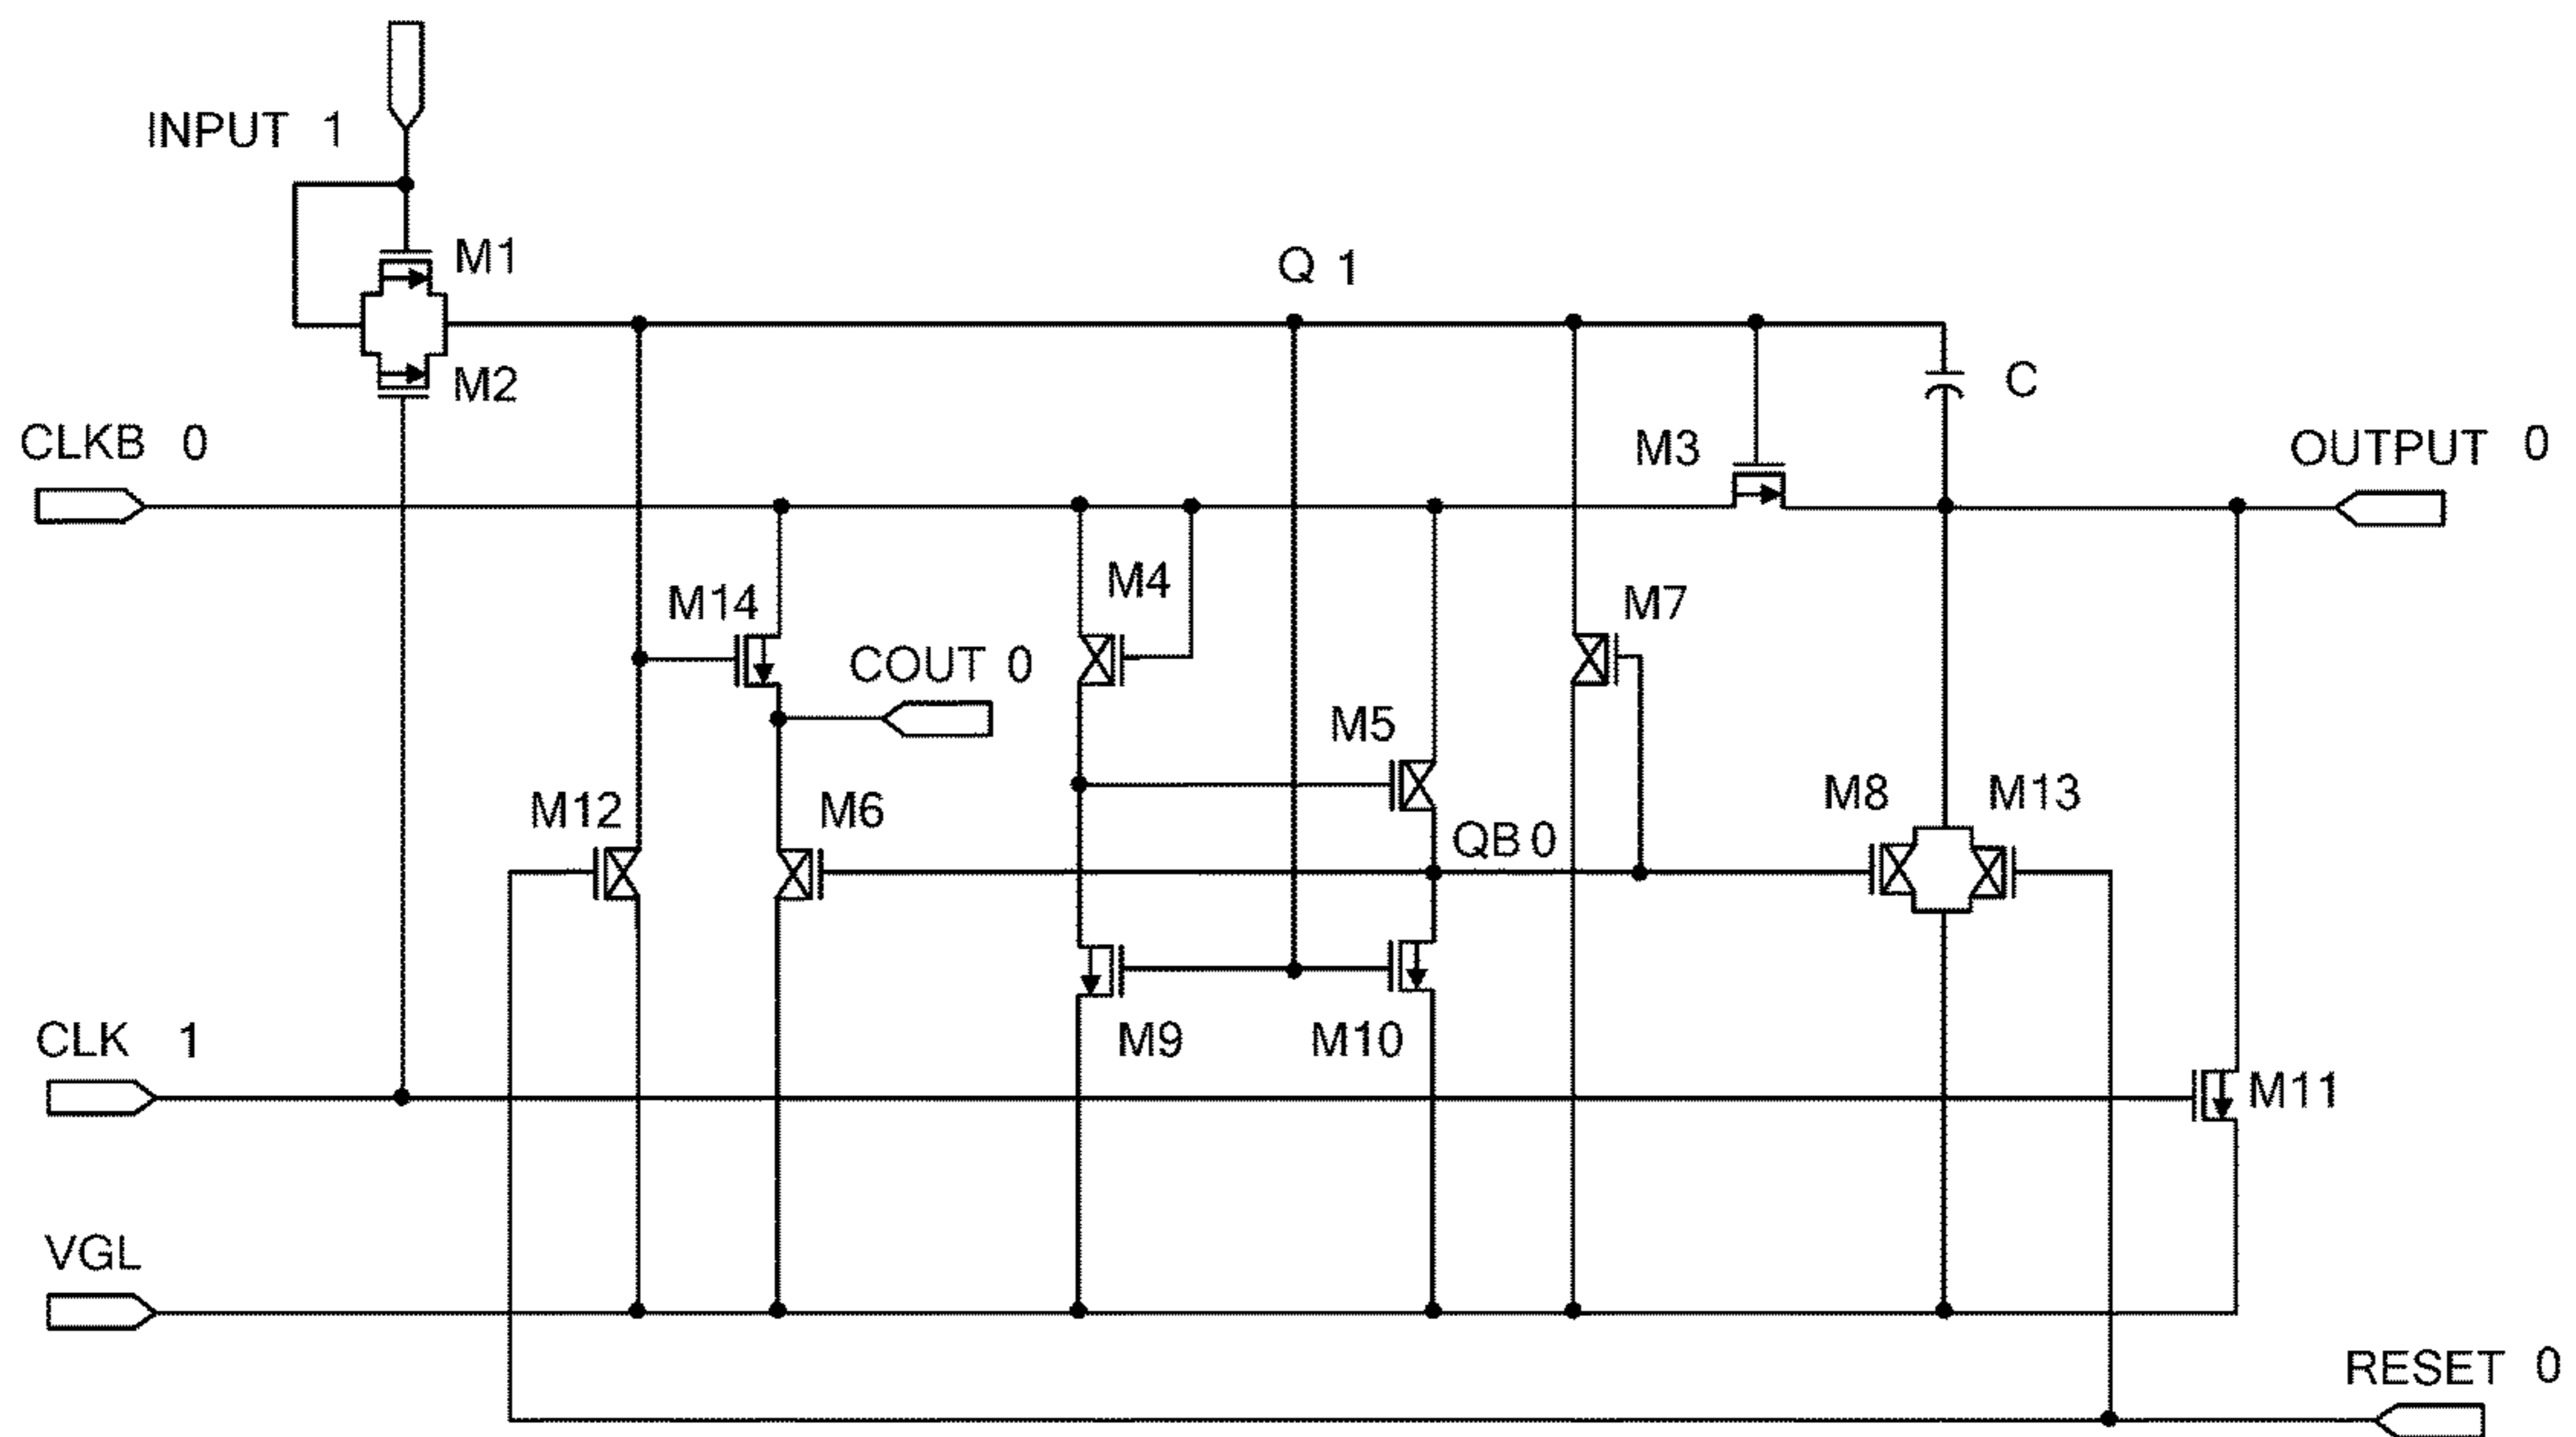 INPUT 1
M1
Q 1
M2
C
CLKB 0
M3
OUTPUT 0
M4
M14
M7
COUT 0
M5
M12
M6
M8
M13
QB 0
CLK 1
M9
M10
M11
VGL
RESET 0